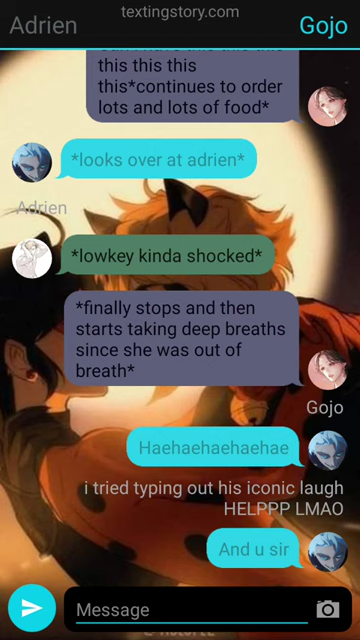 textingstory.com
Adrien
Gojo
this this this
this*continues to order
lots and lots of food*
*looks over at adrien*
Adrien
*lowkey kinda shocked*
*finally stops and then
starts taking deep breaths
since she was out of
breath*
Gojo
Haehaehaehaehae
i tried typing out his iconic laugh
HELPPP LMAO
And u sir
Message